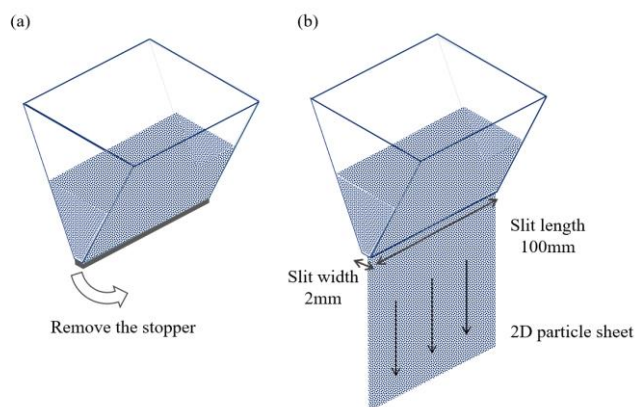 (a)
(b)
Remove the stopper
Slit length
100mm
Slit width
2mm
2D particle sheet